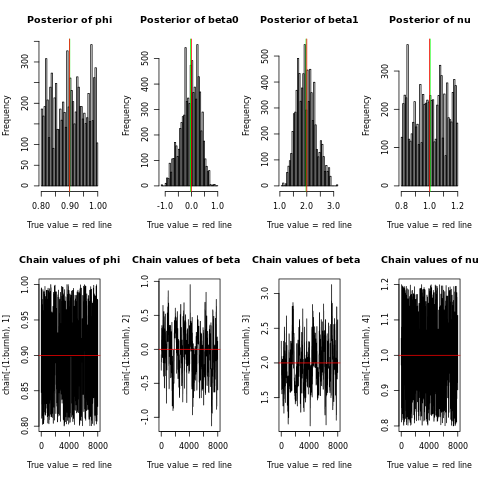 Posterior of phi
Posterior of beta0
Posterior of beta1
Posterior of nu
Frequency
0 50 100 150 200 250 300
0.80 0.90 1.00
True value = red line
Frequency
0 100 200 300 400 500
-1.0 0.0 1.0
True value = red line
Frequency
0 100 200 300 400 500
1.0 2.0 3.0
True value = red line
Frequency
0 100 200 300
0.8 1.0 1.2
True value = red line
Chain values of phi
Chain values of beta
Chain values of beta
Chain values of nu
chain[-(1:burnIn), 1]
0.80 0.85 0.90 0.95 1.00
0 4000 8000
True value = red line
chain[-(1:burnIn), 2]
-1.0 -0.5 0.0 0.5 1.0
0 4000 8000
True value = red line
chain[-(1:burnIn), 3]
1.5 2.0 2.5 3.0
0 4000 8000
True value = red line
chain[-(1:burnIn), 4]
0.8 0.9 1.0 1.1 1.2
0 4000 8000
True value = red line